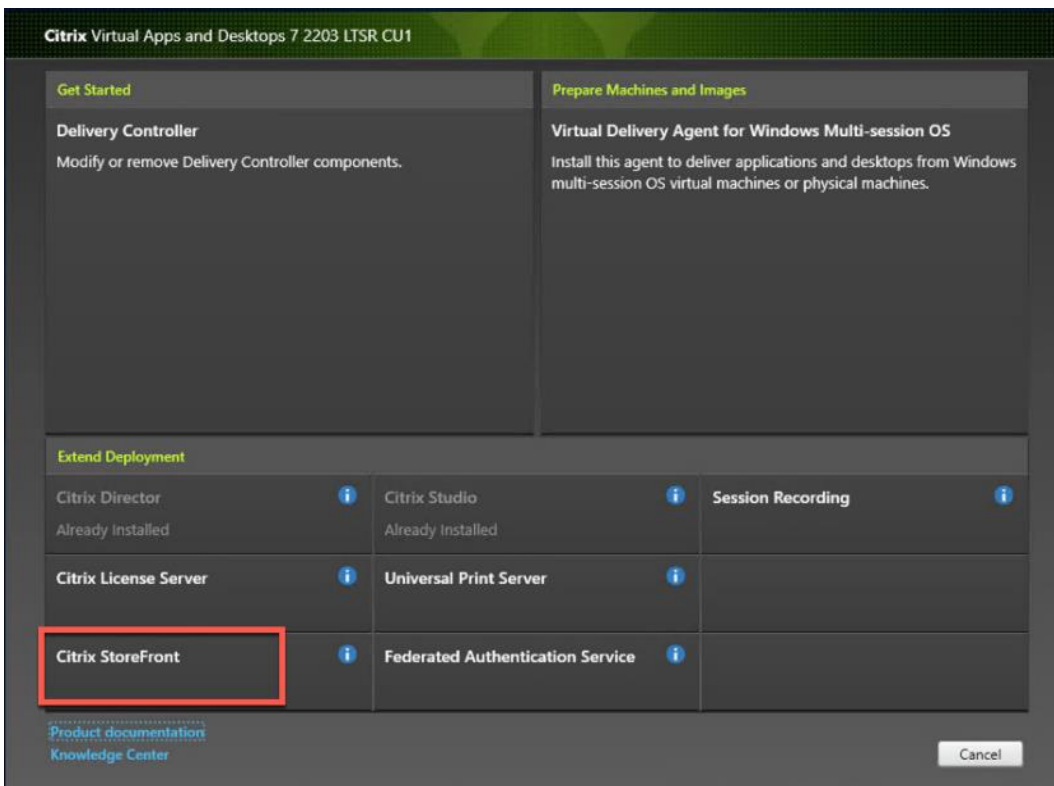 Citrix Virtual Apps and Desktops 7 2203 LTSR CU1
Get Started
Delivery Controller
Modify or remove Delivery Controller components.
Prepare Machines and Images
Virtual Delivery Agent for Windows Multi-session OS
Install this agent to deliver applications and desktops from Windows
multi-session OS virtual machines or physical machines.
Extend Deployment
Citrix Director
Already Installed
Citrix Studio
Already Installed
Session Recording
Citrix License Server
Universal Print Server
Citrix StoreFront
Federated Authentication Service
Product documentation
Knowledge Center
Cancel